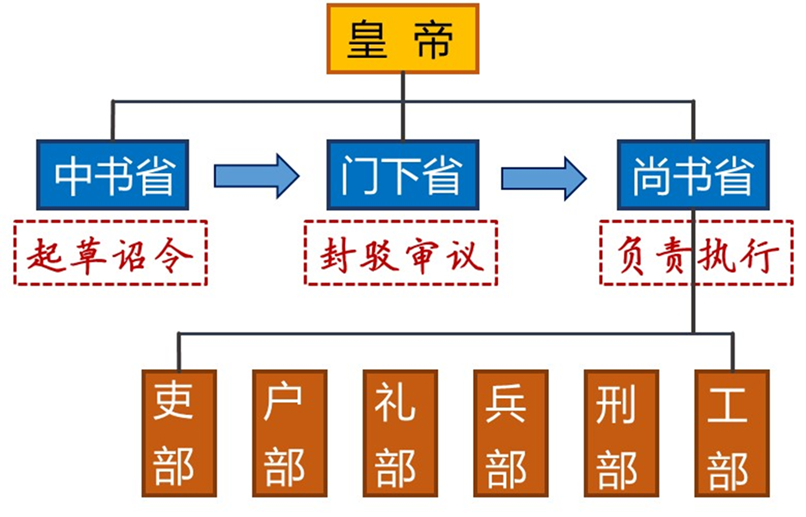 皇帝
中书省
门下省
尚书省
起草诏令
封驳审议
负责执行
吏部
户部
礼部
兵部
刑部
工部